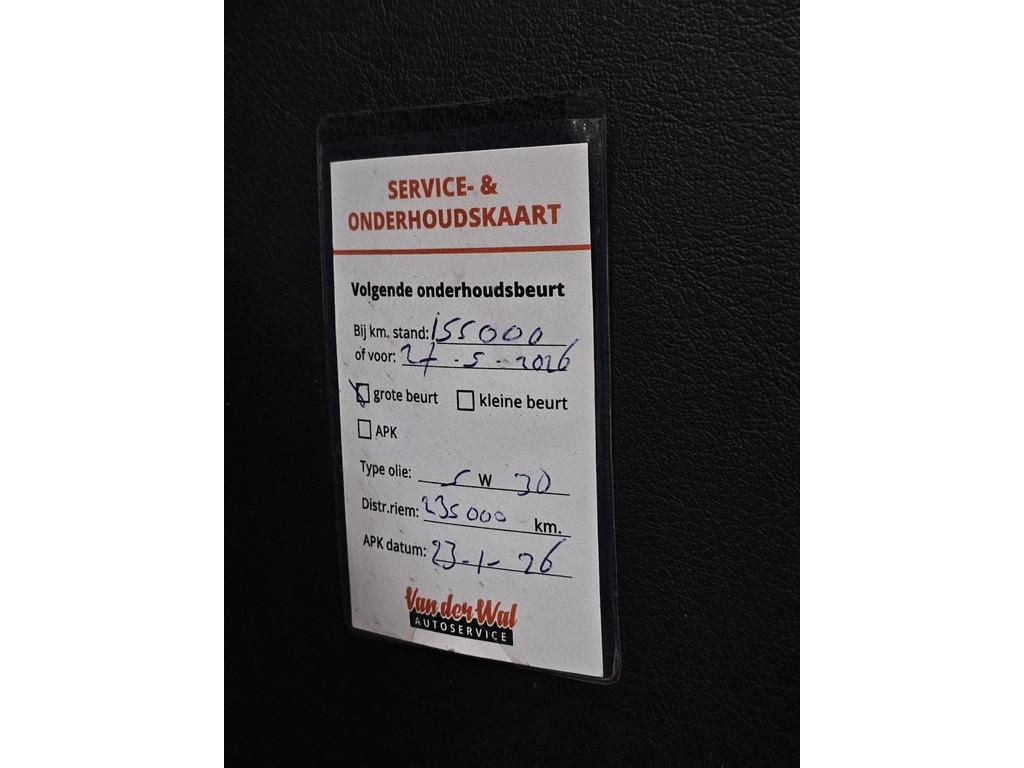 SERVICE- &
ONDERHOUDSKAART
Volgende onderhoudsbeurt
Bij km. stand: 155000
of voor: 27-5-2026
grote beurt kleine beurt
APK
Type olie: 5 W 30
Distr.riem: 235000 km.
APK datum: 23-1-26
Van der Wal
AUTOSERVICE